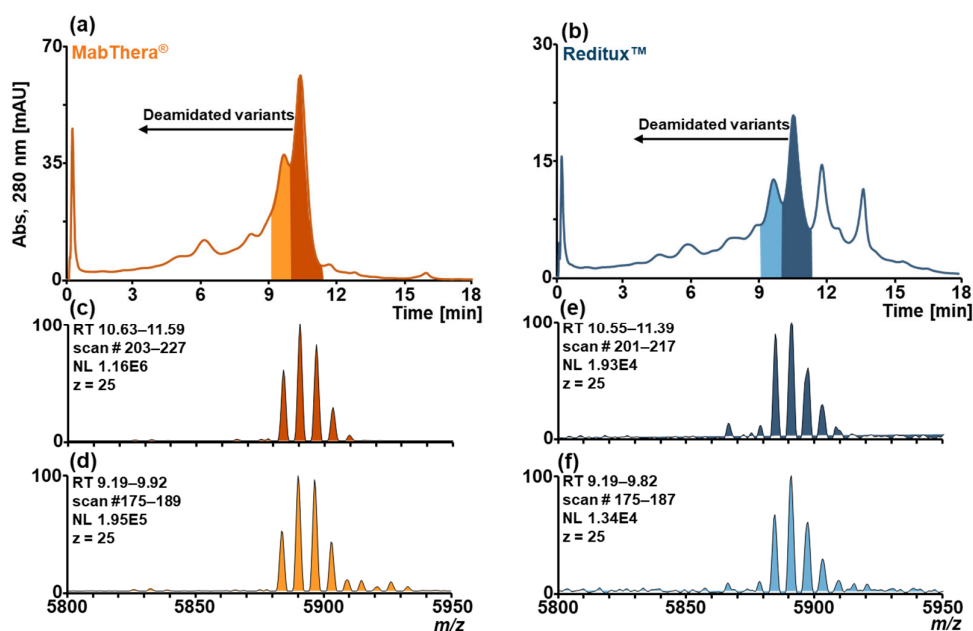 (a)
MabThera®
70
35
0
Abs, 280 nm [mAU]
Deamidated variants
0 3 6 9 12 15 18
Time [min]
(b)
Reditux™
30
15
0
Deamidated variants
0 3 6 9 12 15 18
Time [min]
(c)
100
0
RT 10.63–11.59
scan # 203–227
NL 1.16E6
z = 25
(e)
100
0
RT 10.55–11.39
scan # 201–217
NL 1.93E4
z = 25
(d)
100
0
RT 9.19–9.92
scan #175–189
NL 1.95E5
z = 25
5800 5850 5900 5950
m/z
(f)
100
0
RT 9.19–9.82
scan # 175–187
NL 1.34E4
z = 25
5800 5850 5900 5950
m/z